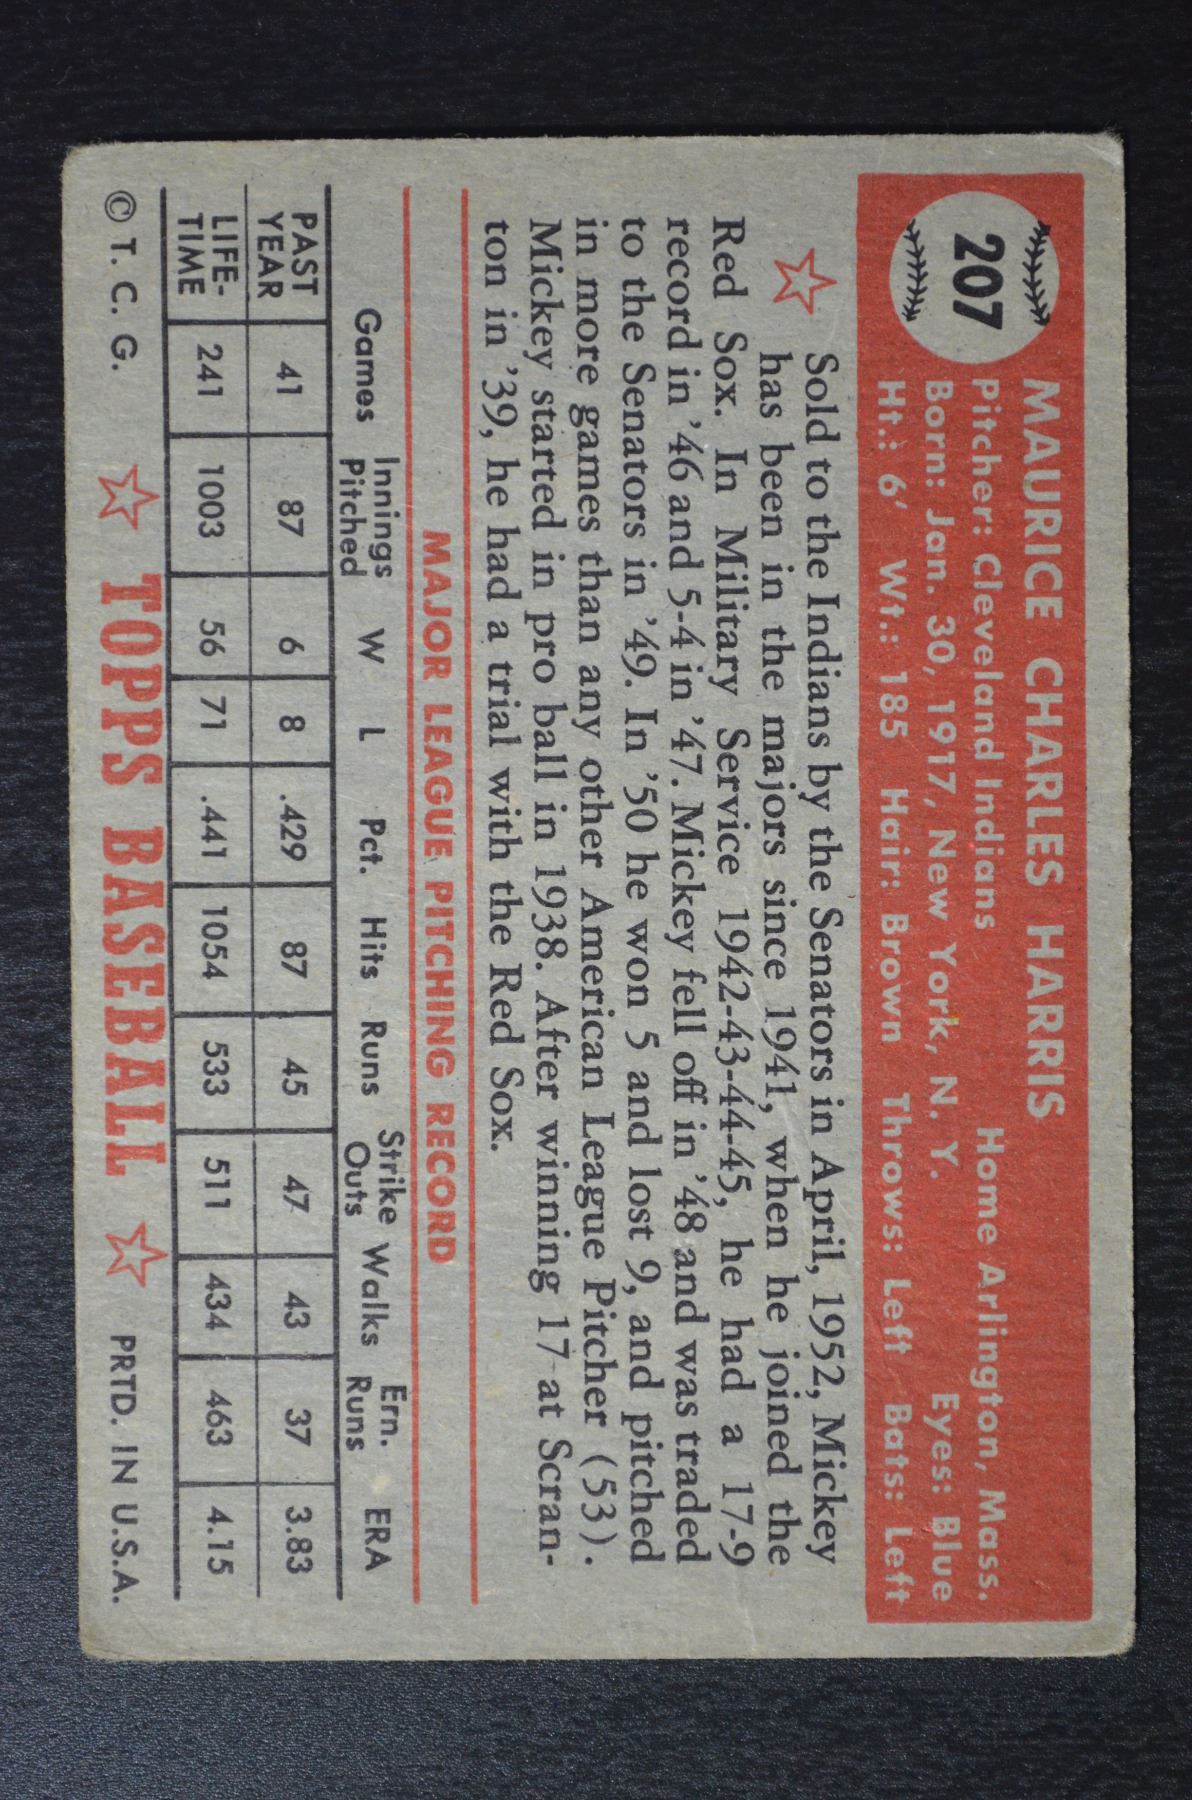 207
MAURICE CHARLES HARRIS
Pitcher: Cleveland Indians Home Arlington, Mass.
Born: Jan. 30, 1917, New York, N. Y. Eyes: Blue
Ht.: 6' Wt.: 185 Hair: Brown Throws: Left Bats: Left
Sold to the Indians by the Senators in April, 1952, Mickey
has been in the majors since 1941, when he joined the
Red Sox. In Military Service 1942-43-44-45, he had a 17-9
record in '46 and 5-4 in '47. Mickey fell off in '48 and was traded
to the Senators in '49. In '50 he won 5 and lost 9, and pitched
in more games than any other American League Pitcher (53).
Mickey started in pro ball in 1938. After winning 17 at Scran-
ton in '39, he had a trial with the Red Sox.
MAJOR LEAGUE PITCHING RECORD
Games Innings Pitched W L Pct. Hits Runs Strike Outs Walks Ern. Runs ERA
PAST YEAR 41 87 6 8 .429 87 45 47 43 37 3.83
LIFE-TIME 241 1003 56 71 .441 1054 533 511 434 463 4.15
© T. C. G. TOPPS BASEBALL PRTD. IN U.S.A.